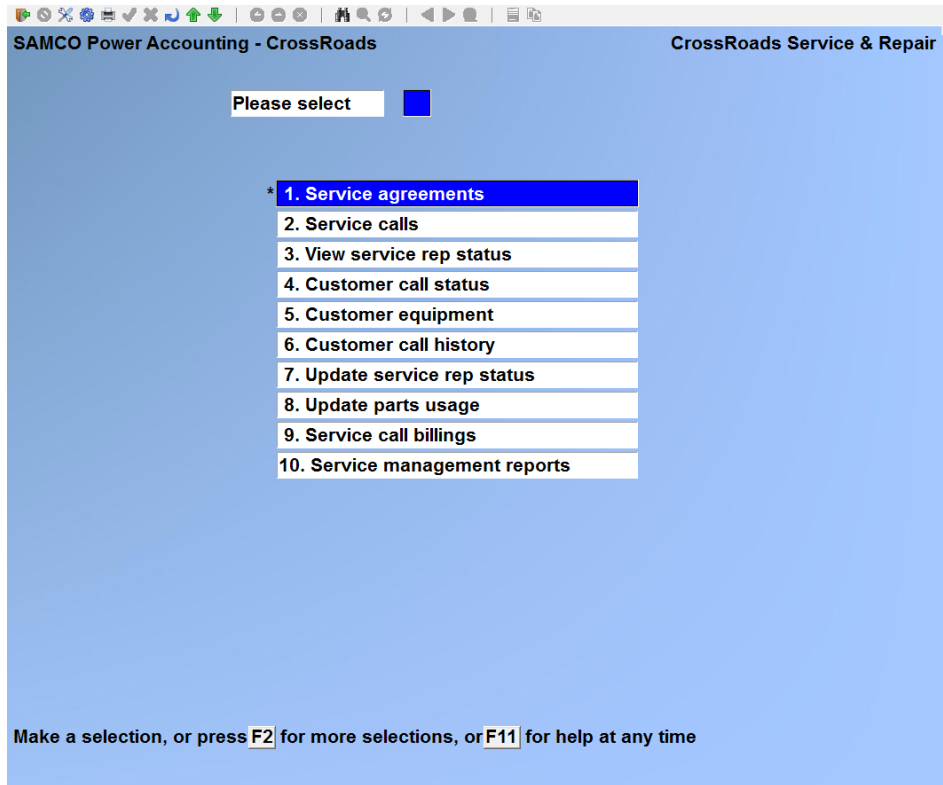 SAMCO Power Accounting - CrossRoads CrossRoads Service & Repair
Please select
* 1. Service agreements
2. Service calls
3. View service rep status
4. Customer call status
5. Customer equipment
6. Customer call history
7. Update service rep status
8. Update parts usage
9. Service call billings
10. Service management reports
Make a selection, or press F2 for more selections, or F11 for help at any time